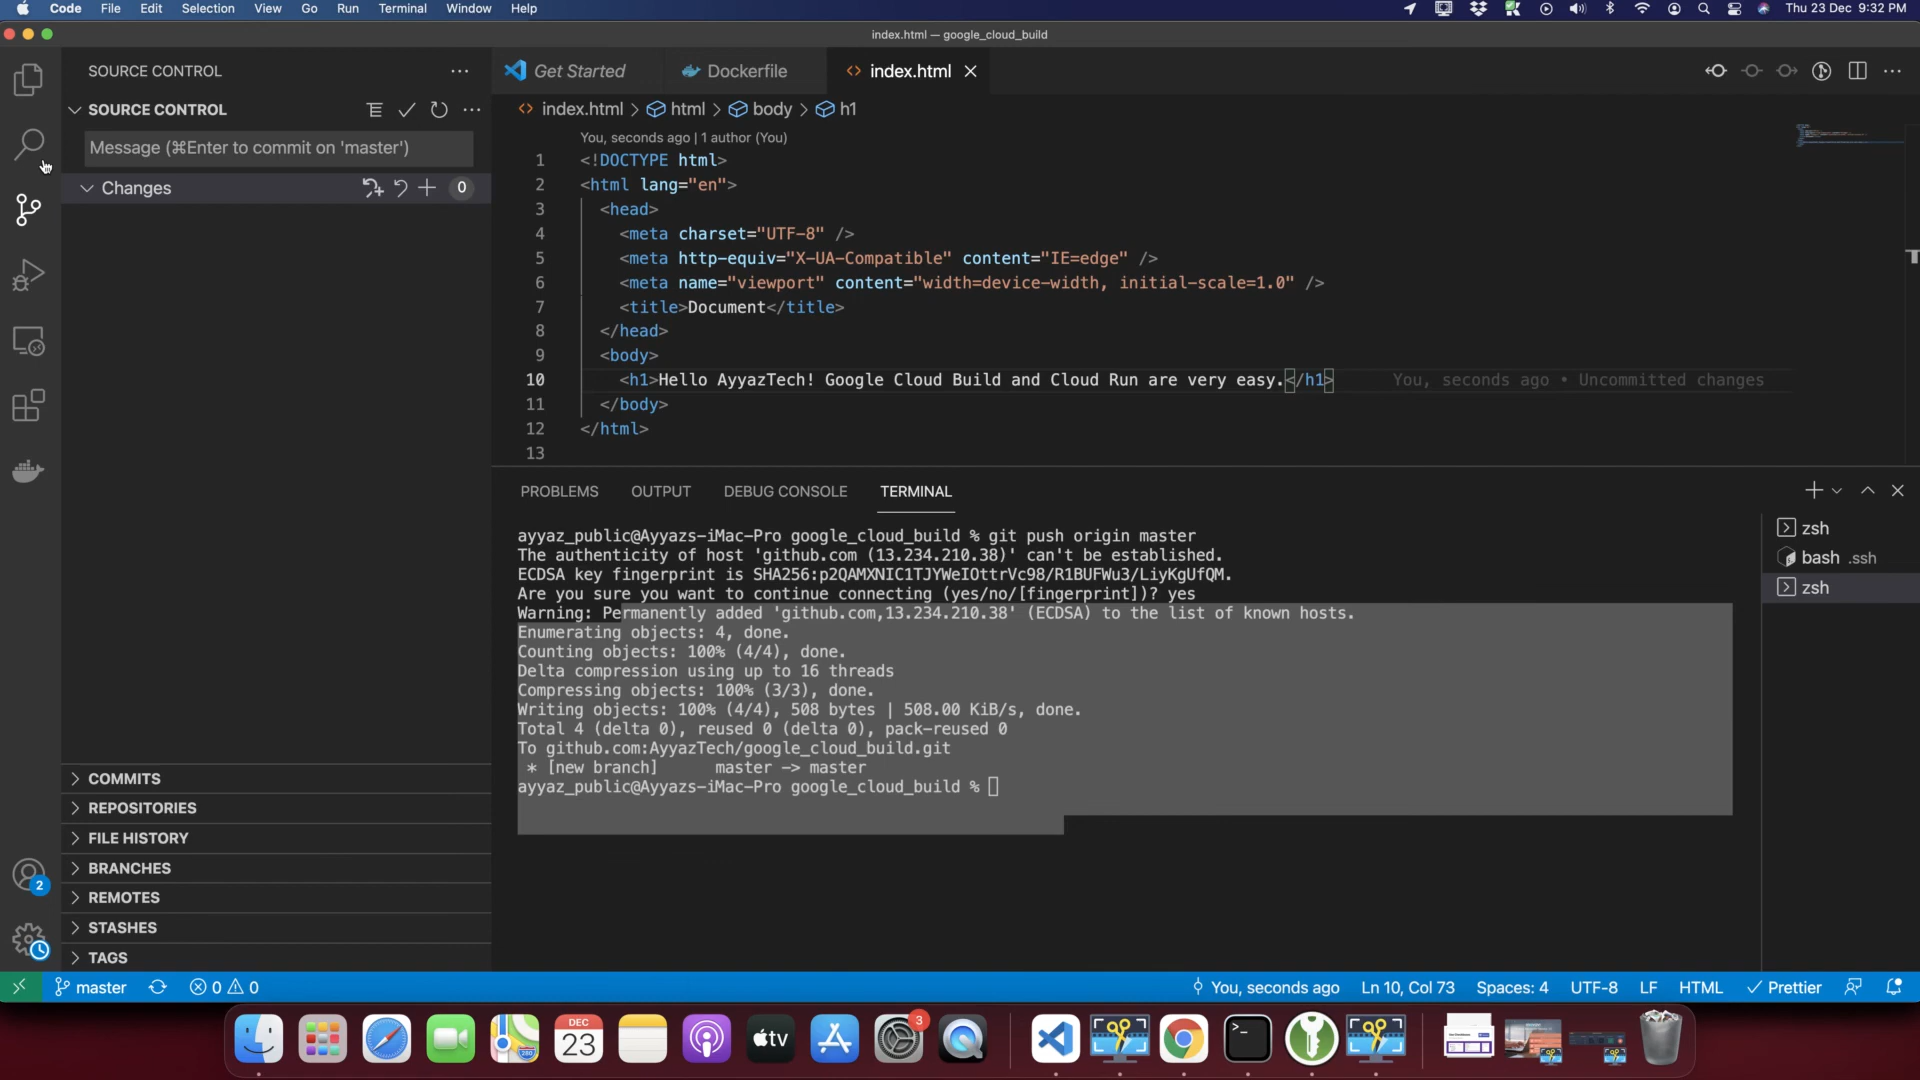 Code File Edit Selection View Go Run Terminal Window Help
Thu 23 Dec 9:32 PM
index.html — google_cloud_build
SOURCE CONTROL
SOURCE CONTROL
Message (⌘Enter to commit on 'master')
Changes
0
COMMITS
REPOSITORIES
FILE HISTORY
BRANCHES
REMOTES
STASHES
TAGS
2
Get Started
Dockerfile
index.html
index.html > html > body > h1
You, seconds ago | 1 author (You)
1 <!DOCTYPE html>
2 <html lang="en">
3 <head>
4 <meta charset="UTF-8" />
5 <meta http-equiv="X-UA-Compatible" content="IE=edge" />
6 <meta name="viewport" content="width=device-width, initial-scale=1.0" />
7 <title>Document</title>
8 </head>
9 <body>
10 <h1>Hello AyyazTech! Google Cloud Build and Cloud Run are very easy.</h1> You, seconds ago • Uncommitted changes
11 </body>
12 </html>
13
PROBLEMS OUTPUT DEBUG CONSOLE TERMINAL
ayyaz_public@Ayyazs-iMac-Pro google_cloud_build % git push origin master
The authenticity of host 'github.com (13.234.210.38)' can't be established.
ECDSA key fingerprint is SHA256:p2QAMXNIC1TJYWeIOttrVc98/R1BUFWu3/LiyKgUfQM.
Are you sure you want to continue connecting (yes/no/[fingerprint])? yes
Warning: Permanently added 'github.com,13.234.210.38' (ECDSA) to the list of known hosts.
Enumerating objects: 4, done.
Counting objects: 100% (4/4), done.
Delta compression using up to 16 threads
Compressing objects: 100% (3/3), done.
Writing objects: 100% (4/4), 508 bytes | 508.00 KiB/s, done.
Total 4 (delta 0), reused 0 (delta 0), pack-reused 0
To github.com:AyyazTech/google_cloud_build.git
* [new branch] master -> master
ayyaz_public@Ayyazs-iMac-Pro google_cloud_build %
zsh
bash .ssh
zsh
master
0 0
You, seconds ago Ln 10, Col 73 Spaces: 4 UTF-8 LF HTML Prettier
DEC
23
280
tv
3